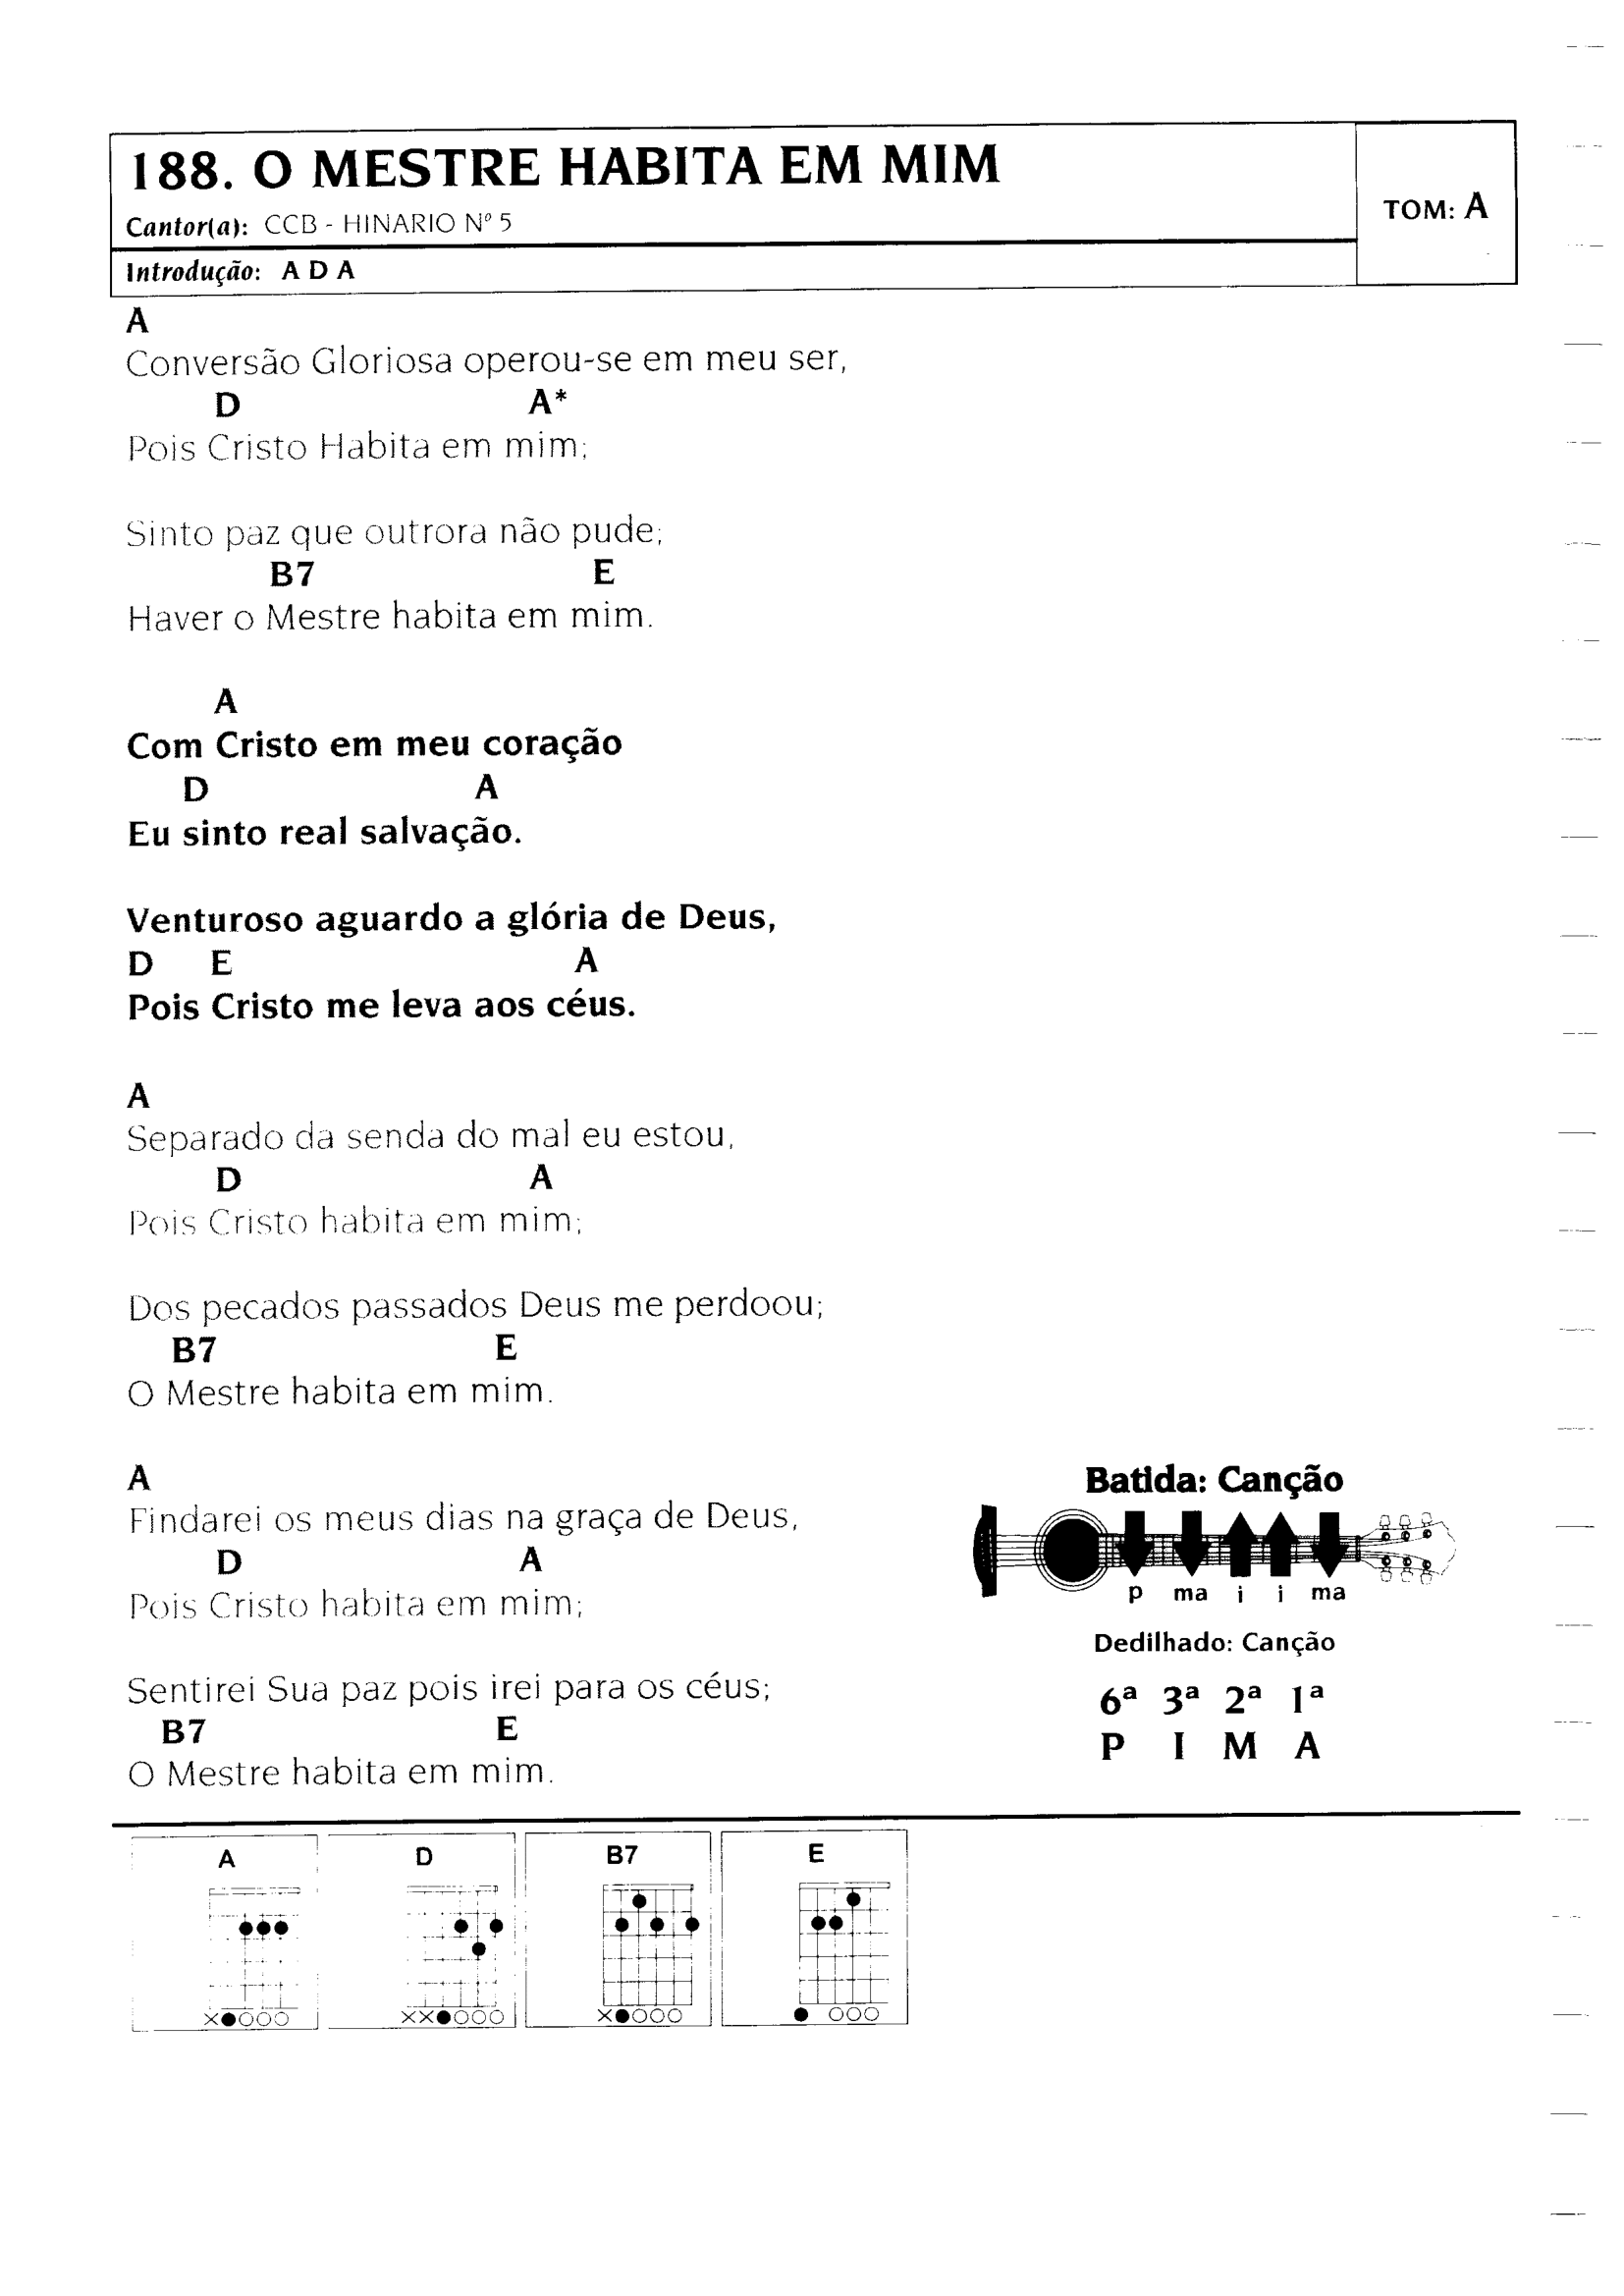 188. O MESTRE HABITA EM MIM
Cantor(a): CCB - HINARIO Nº 5
TOM: A
Introdução: A D A
A
Conversão Gloriosa operou-se em meu ser,
D A*
Pois Cristo Habita em mim;
Sinto paz que outrora não pude;
B7 E
Haver o Mestre habita em mim.
A
Com Cristo em meu coração
D A
Eu sinto real salvação.
Venturoso aguardo a glória de Deus,
D E A
Pois Cristo me leva aos céus.
A
Separado da senda do mal eu estou,
D A
Pois Cristo habita em mim;
Dos pecados passados Deus me perdoou;
B7 E
O Mestre habita em mim.
A
Findarei os meus dias na graça de Deus,
D A
Pois Cristo habita em mim;
Sentirei Sua paz pois irei para os céus;
B7 E
O Mestre habita em mim.
Batida: Canção
p ma i i ma
Dedilhado: Canção
6ª 3ª 2ª 1ª
P I M A
A D B7 E